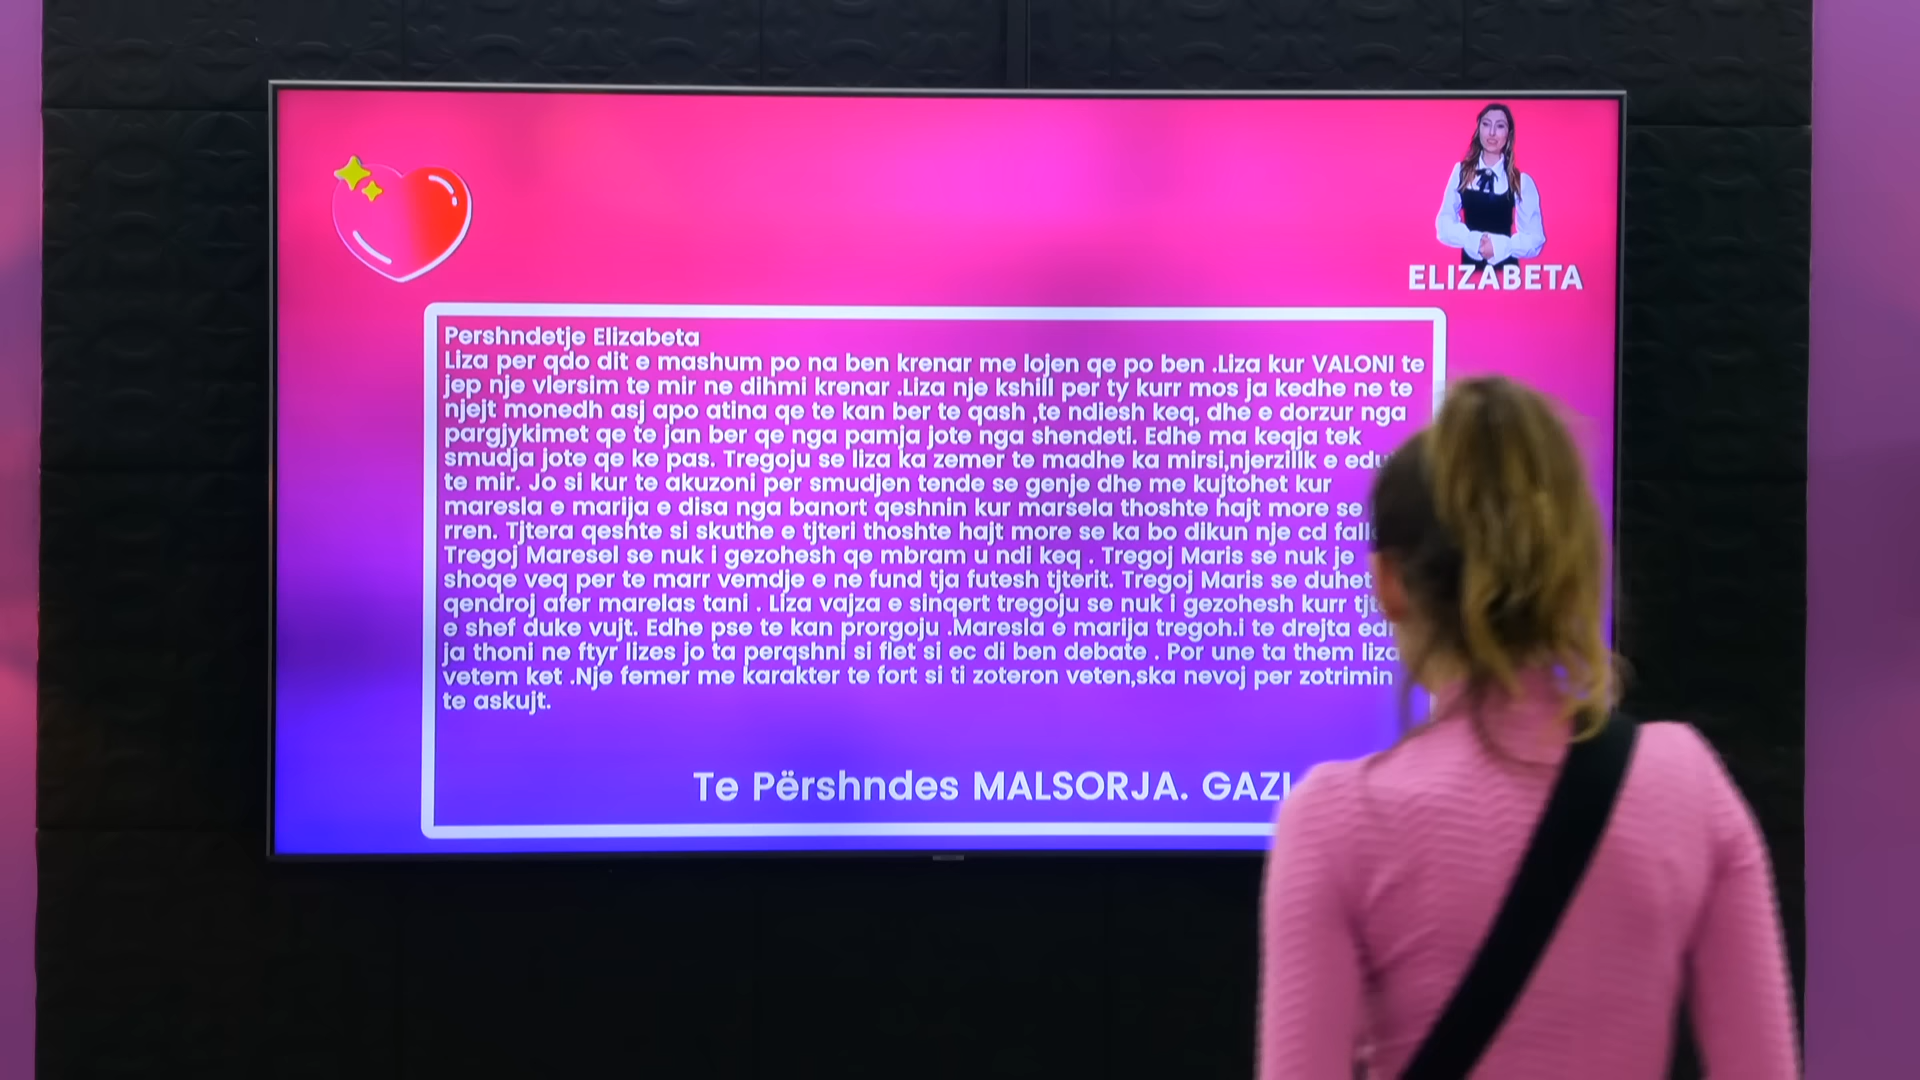 ELIZABETA
Pershndetje Elizabeta
Liza per qdo dit e mashum po na ben krenar me lojen qe po ben .Liza kur VALONI te
jep nje vlersim te mir ne dihmi krenar .Liza nje kshill per ty kurr mos ja kedhe ne te
njejt monedh asj apo atina qe te kan ber te qash ,te ndiesh keq, dhe e dorzur nga
pargjykimet qe te jan ber qe nga pamja jote nga shendeti. Edhe ma keqja tek
smudja jote qe ke pas. Tregoju se liza ka zemer te madhe ka mirsi,njerzillk e
te mir. Jo si kur te akuzoni per smudjen tende se genje dhe me kujtohet kur
maresla e marija e disa nga banort qeshnin kur marsela thoshte hajt more se
rren. Tjtera qeshte si skuthe e tjteri thoshte hajt more se ka bo dikun nje cd
Tregoj Maresel se nuk i gezohesh qe mbram u ndi keq . Tregoj Maris se nuk je
shoqe veq per te marr vemdje e ne fund tja futesh tjterit. Tregoj Maris se duhet
qendroj afer marelas tani . Liza vajza e sinqert tregoju se nuk i gezohesh kurr
e shef duke vujt. Edhe pse te kan prorgoju .Maresla e marija tregoh.i te drejta
ja thoni ne ftyr lizes jo ta perqshni si flet si ec di ben debate . Por une ta them liza
vetem ket .Nje femer me karakter te fort si ti zoteron veten,ska nevoj per zotrimin
te askujt.
Te Përshndes MALSORJA. GAZI